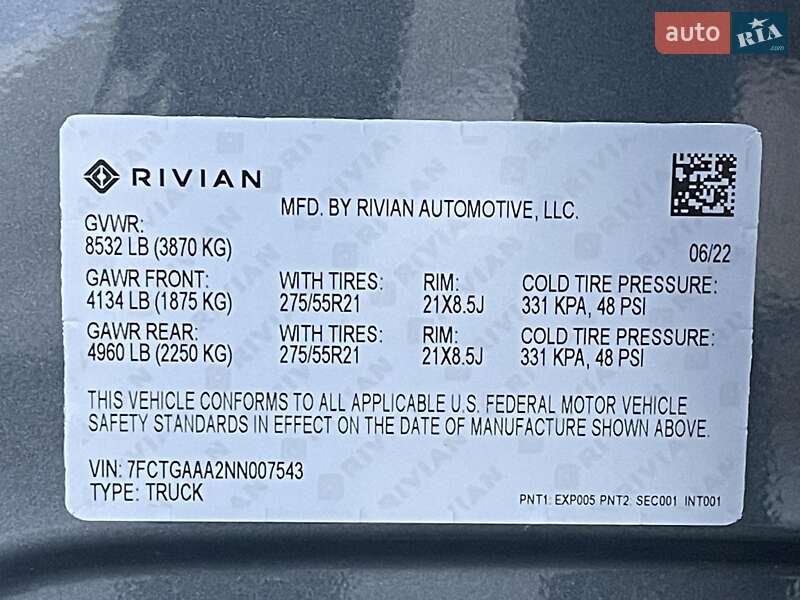 auto RIA .com
RIVIAN
MFD. BY RIVIAN AUTOMOTIVE, LLC.
GVWR:
8532 LB (3870 KG) 06/22
GAWR FRONT: WITH TIRES: RIM: COLD TIRE PRESSURE:
4134 LB (1875 KG) 275/55R21 21X8.5J 331 KPA, 48 PSI
GAWR REAR: WITH TIRES: RIM: COLD TIRE PRESSURE:
4960 LB (2250 KG) 275/55R21 21X8.5J 331 KPA, 48 PSI
THIS VEHICLE CONFORMS TO ALL APPLICABLE U.S. FEDERAL MOTOR VEHICLE
SAFETY STANDARDS IN EFFECT ON THE DATE OF MANUFACTURE SHOWN ABOVE.
VIN: 7FCTGAAA2NN007543
TYPE: TRUCK
PNT1. EXP005 PNT2. SEC001 INT001